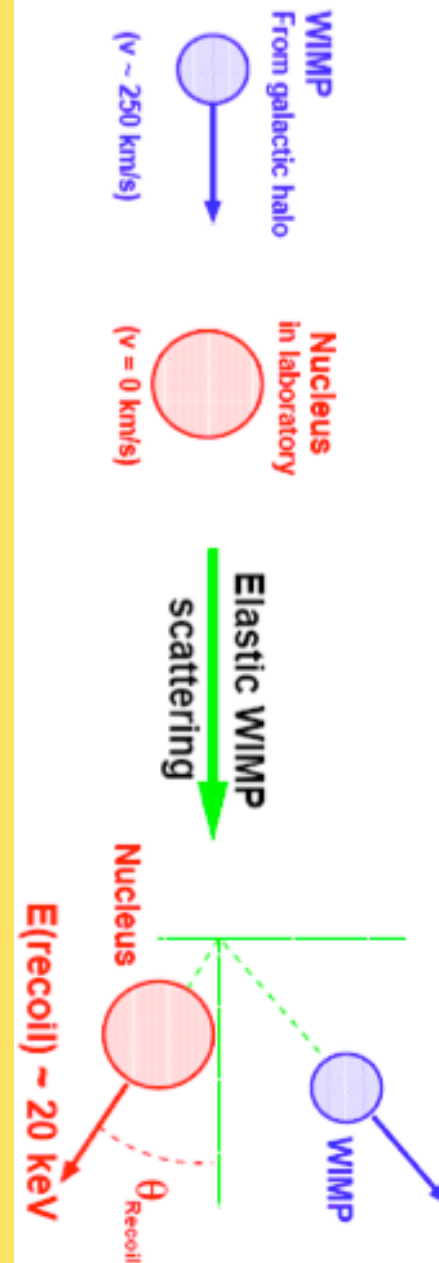 WIMP
From galactic halo
(v ~ 250 km/s)
Nucleus
in laboratory
(v = 0 km/s)
Elastic WIMP
scattering
WIMP
Nucleus
θRecoil
E(recoil) ~ 20 keV